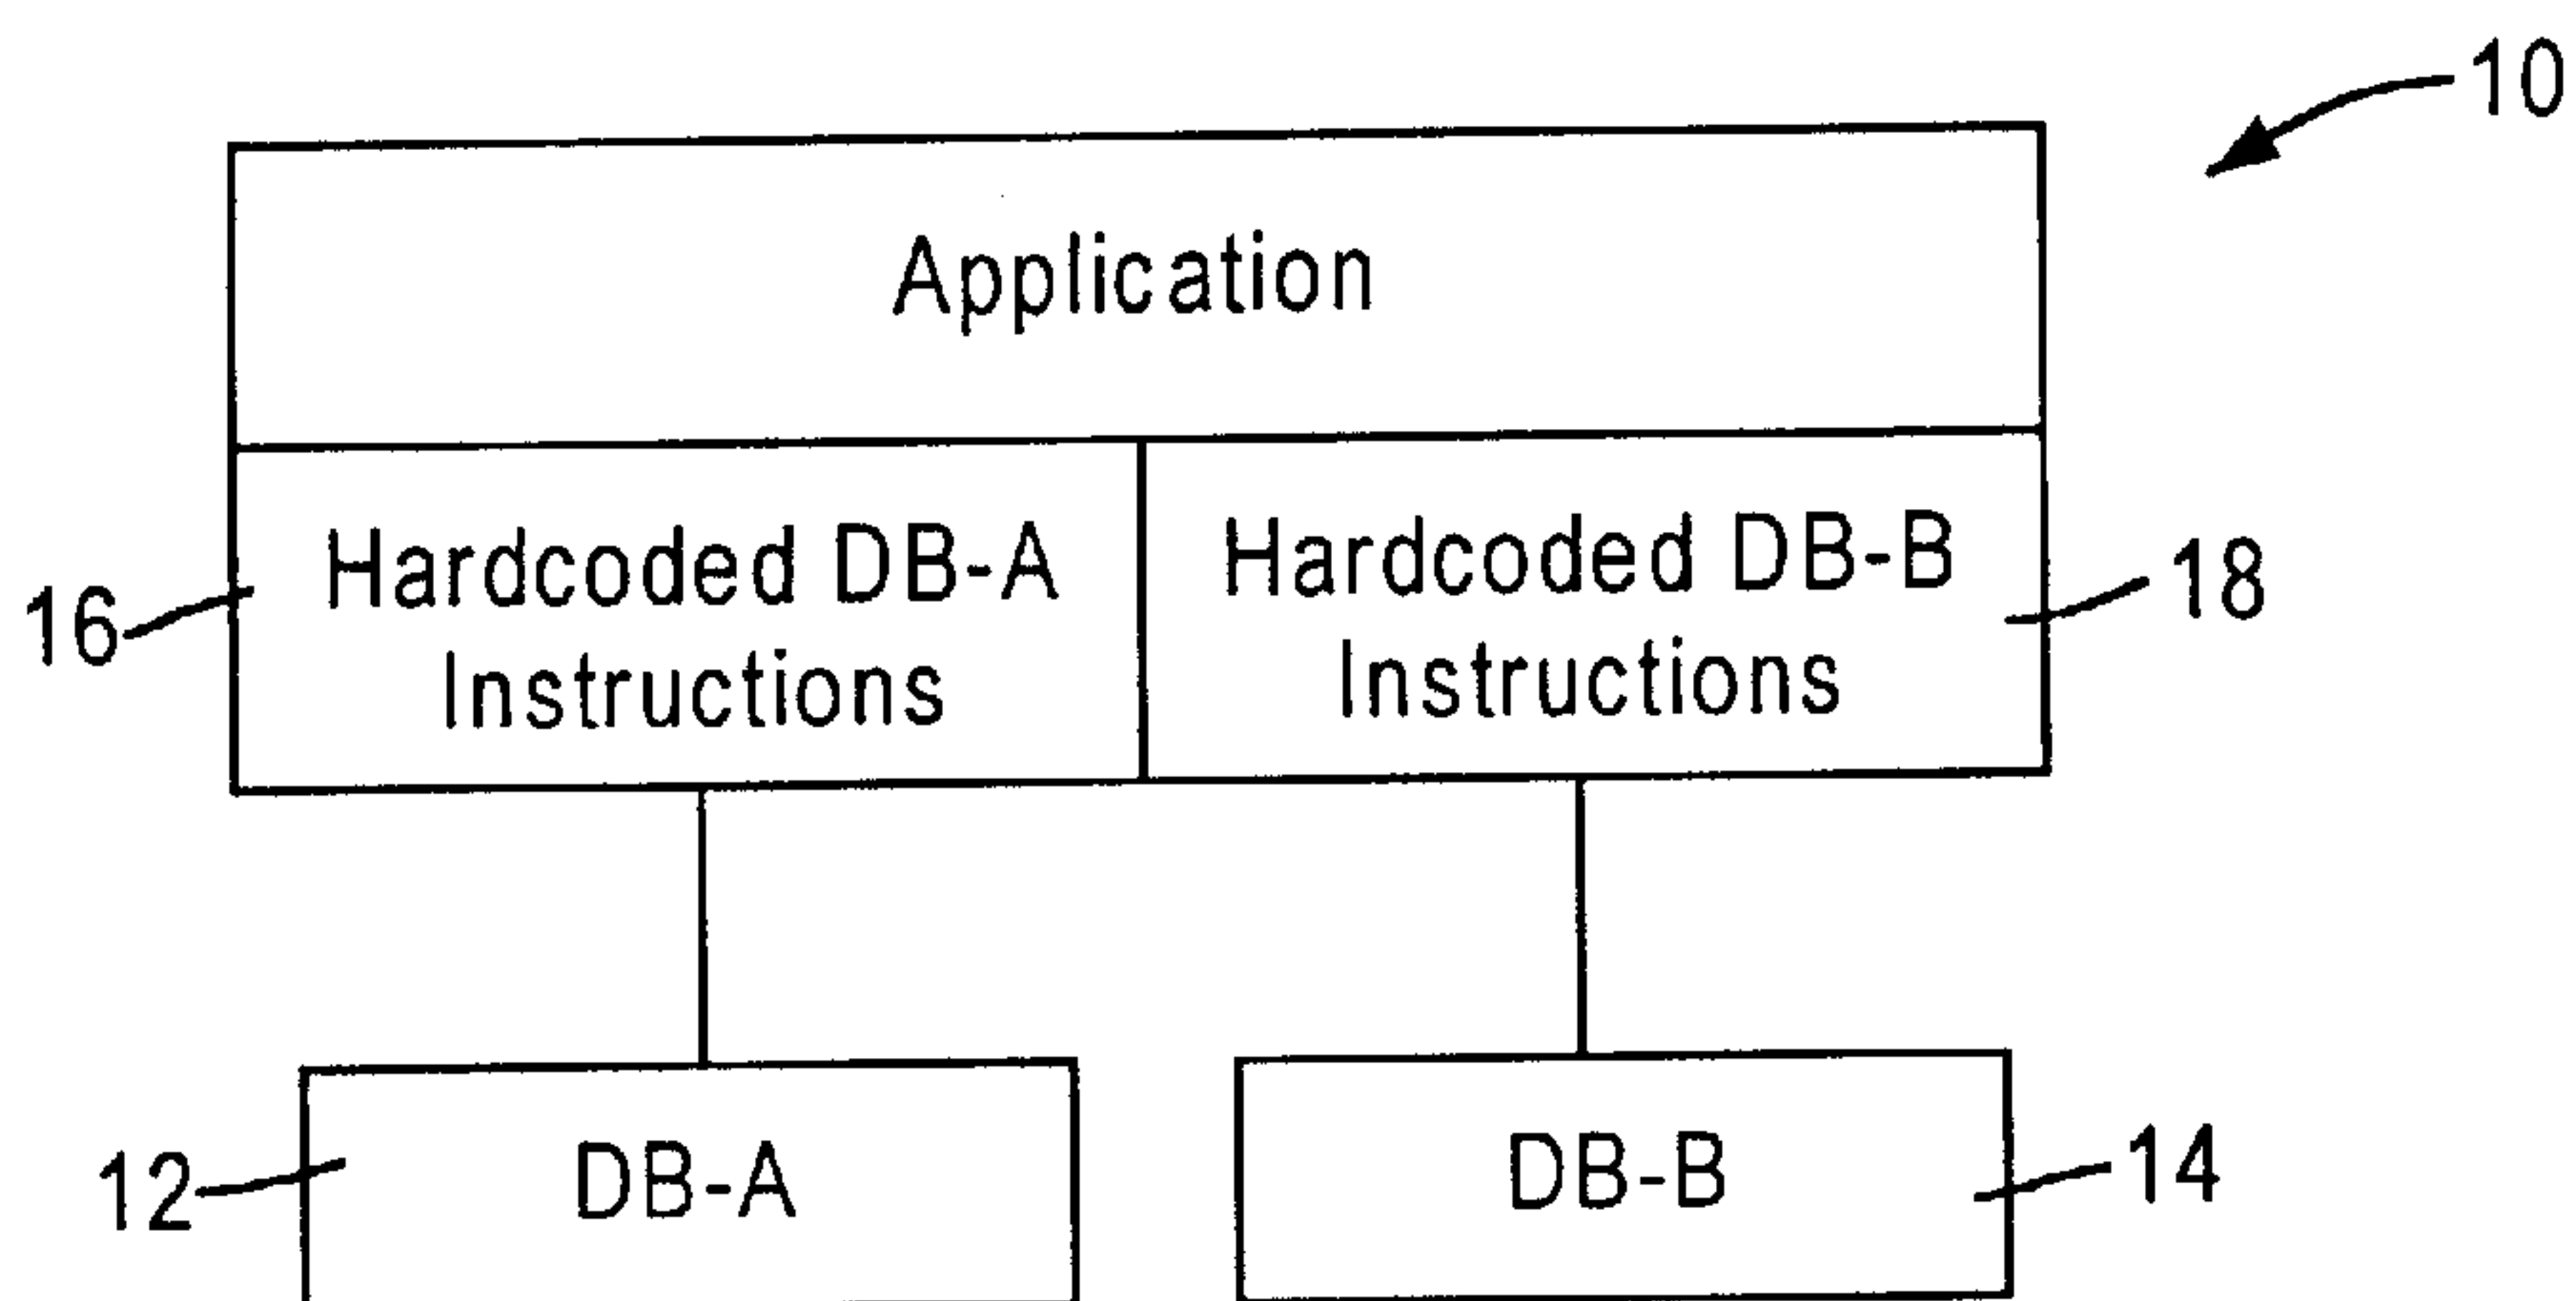 10
Application
Hardcoded DB-A
Instructions
Hardcoded DB-B
Instructions
16
18
DB-A
DB-B
12
14